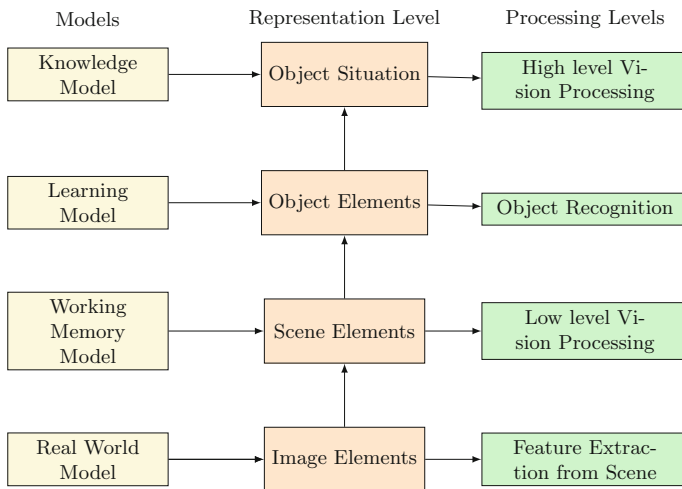 Models
Representation Level
Processing Levels
Knowledge
Model
Object Situation
High level Vi-
sion Processing
Learning
Model
Object Elements
Object Recognition
Working
Memory
Model
Scene Elements
Low level Vi-
sion Processing
Real World
Model
Image Elements
Feature Extrac-
tion from Scene